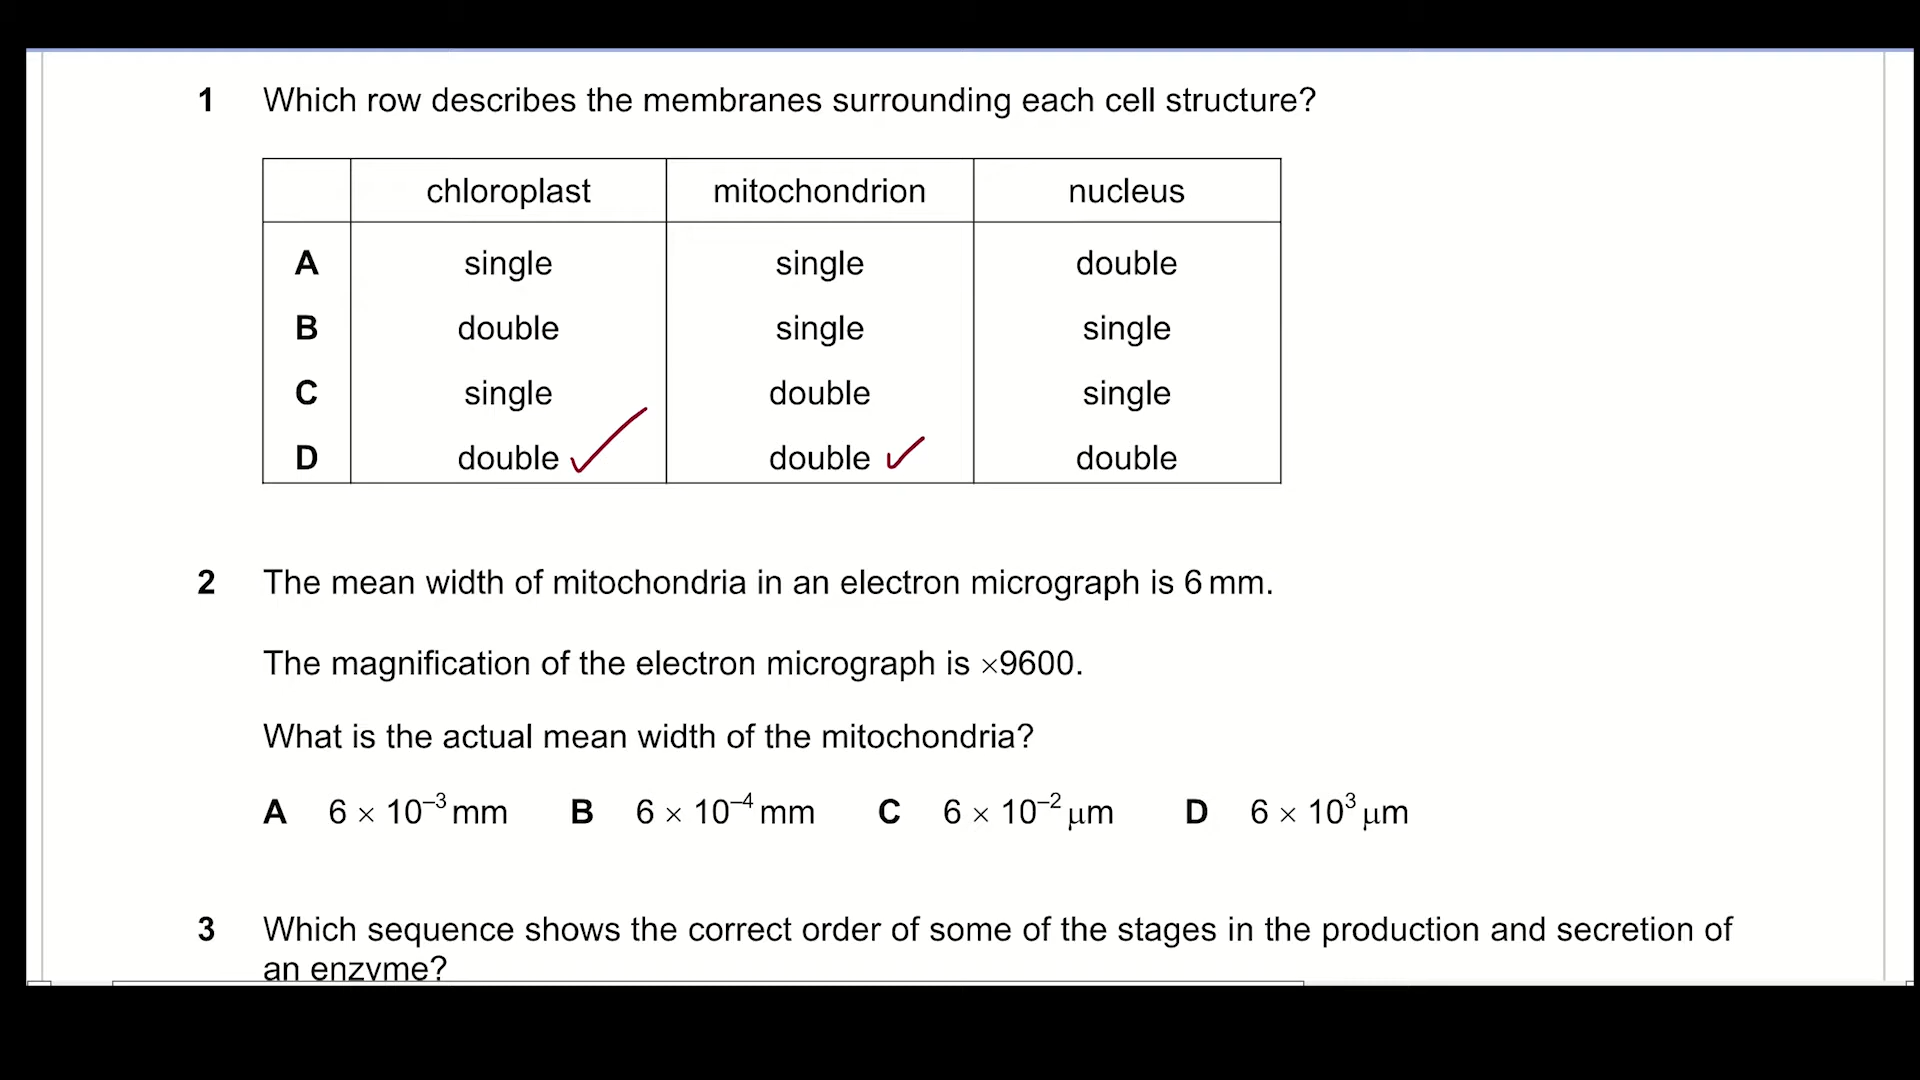 1 Which row describes the membranes surrounding each cell structure?
chloroplast mitochondrion nucleus
A single single double
B double single single
C single double single
D double double double
2 The mean width of mitochondria in an electron micrograph is 6 mm.
The magnification of the electron micrograph is ×9600.
What is the actual mean width of the mitochondria?
A 6 × 10⁻³ mm B 6 × 10⁻⁴ mm C 6 × 10⁻² μm D 6 × 10³ μm
3 Which sequence shows the correct order of some of the stages in the production and secretion of
an enzyme?